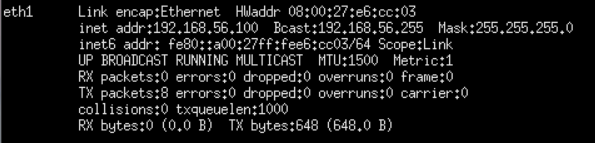 eth1 Link encap:Ethernet HWaddr 08:00:27:e6:cc:03
inet addr:192.168.56.100 Bcast:192.168.56.255 Mask:255.255.255.0
inet6 addr: fe80::a00:27ff:fee6:cc03/64 Scope:Link
UP BROADCAST RUNNING MULTICAST MTU:1500 Metric:1
RX packets:0 errors:0 dropped:0 overruns:0 frame:0
TX packets:8 errors:0 dropped:0 overruns:0 carrier:0
collisions:0 txqueuelen:1000
RX bytes:0 (0.0 B) TX bytes:648 (648.0 B)